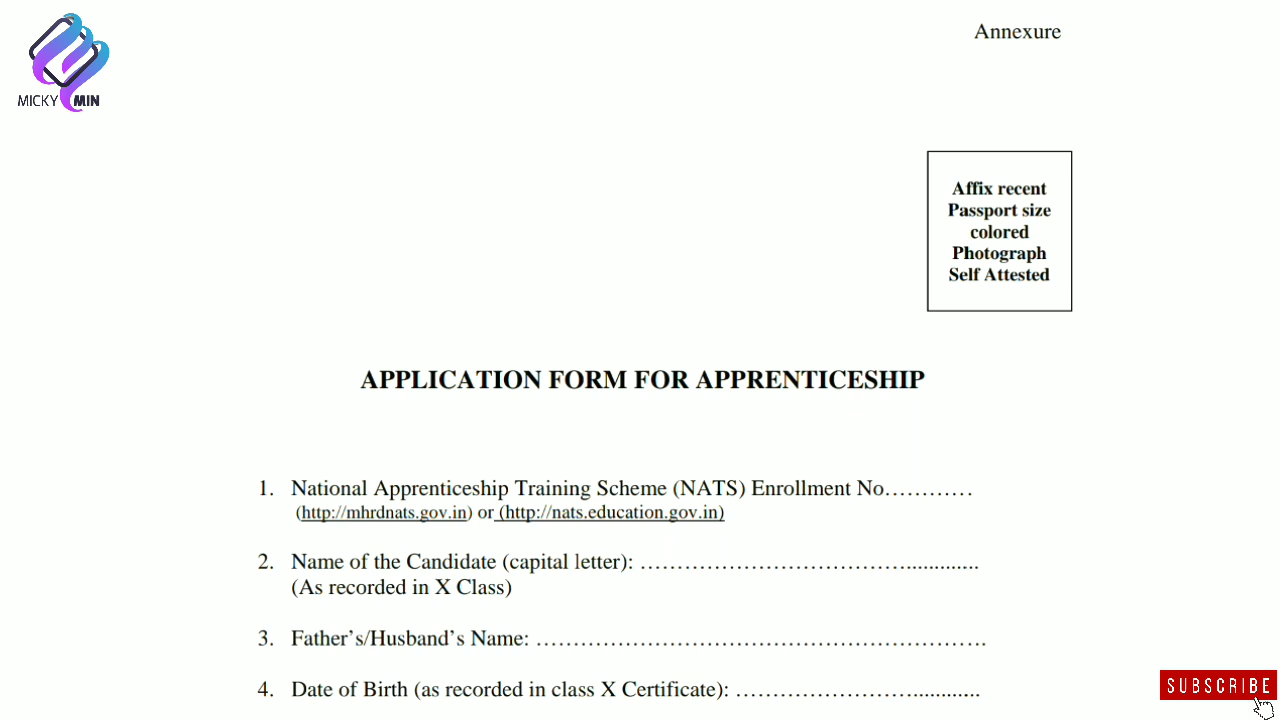 MICKY MIN
Annexure
Affix recent
Passport size
colored
Photograph
Self Attested
APPLICATION FORM FOR APPRENTICESHIP
1. National Apprenticeship Training Scheme (NATS) Enrollment No…………
(http://mhrdnats.gov.in) or (http://nats.education.gov.in)
2. Name of the Candidate (capital letter): ……………………………….............
(As recorded in X Class)
3. Father’s/Husband’s Name: …………………………………………………….
4. Date of Birth (as recorded in class X Certificate): ……………………............
SUBSCRIBE